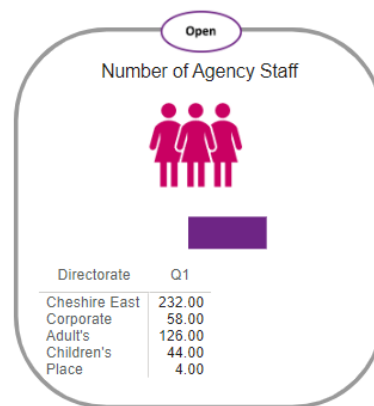 Open
Number of Agency Staff
Directorate Q1
Cheshire East 232.00
Corporate 58.00
Adult's 126.00
Children's 44.00
Place 4.00